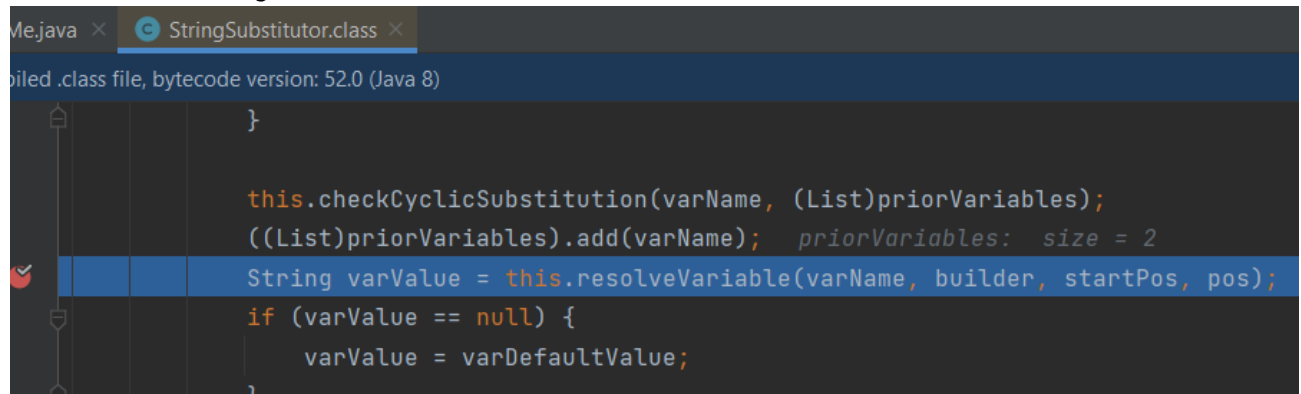 Me.java × C StringSubstitutor.class ×
piled .class file, bytecode version: 52.0 (Java 8)
}
this.checkCyclicSubstitution(varName, (List)priorVariables);
((List)priorVariables).add(varName); priorVariables: size = 2
String varValue = this.resolveVariable(varName, builder, startPos, pos);
if (varValue == null) {
varValue = varDefaultValue;